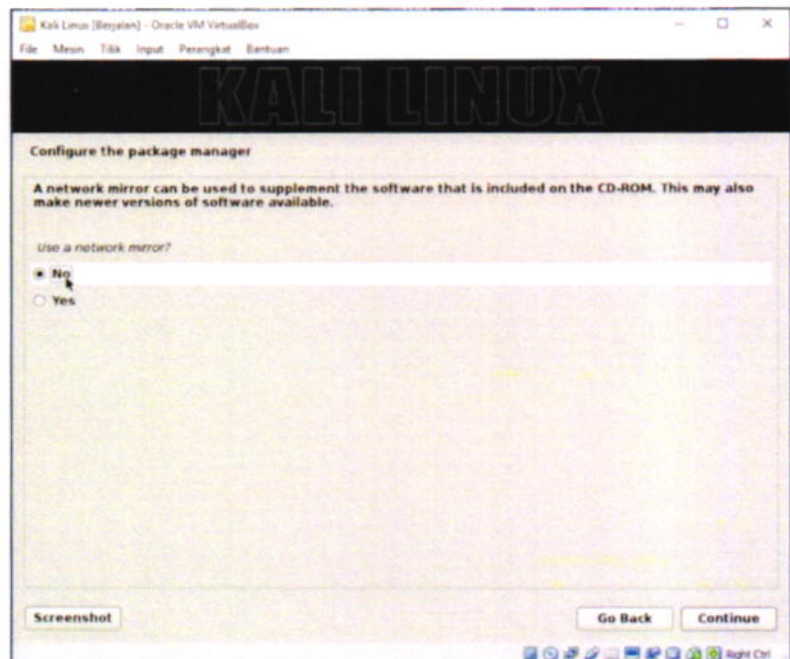 Kali Linux [Berjalan] - Oracle VM VirtualBox
File Mesin Tilik Input Perangkat Bantuan
KALI LINUX
Configure the package manager
A network mirror can be used to supplement the software that is included on the CD-ROM. This may also
make newer versions of software available.
Use a network mirror?
No
Yes
Screenshot
Go Back
Continue
Right Ctrl